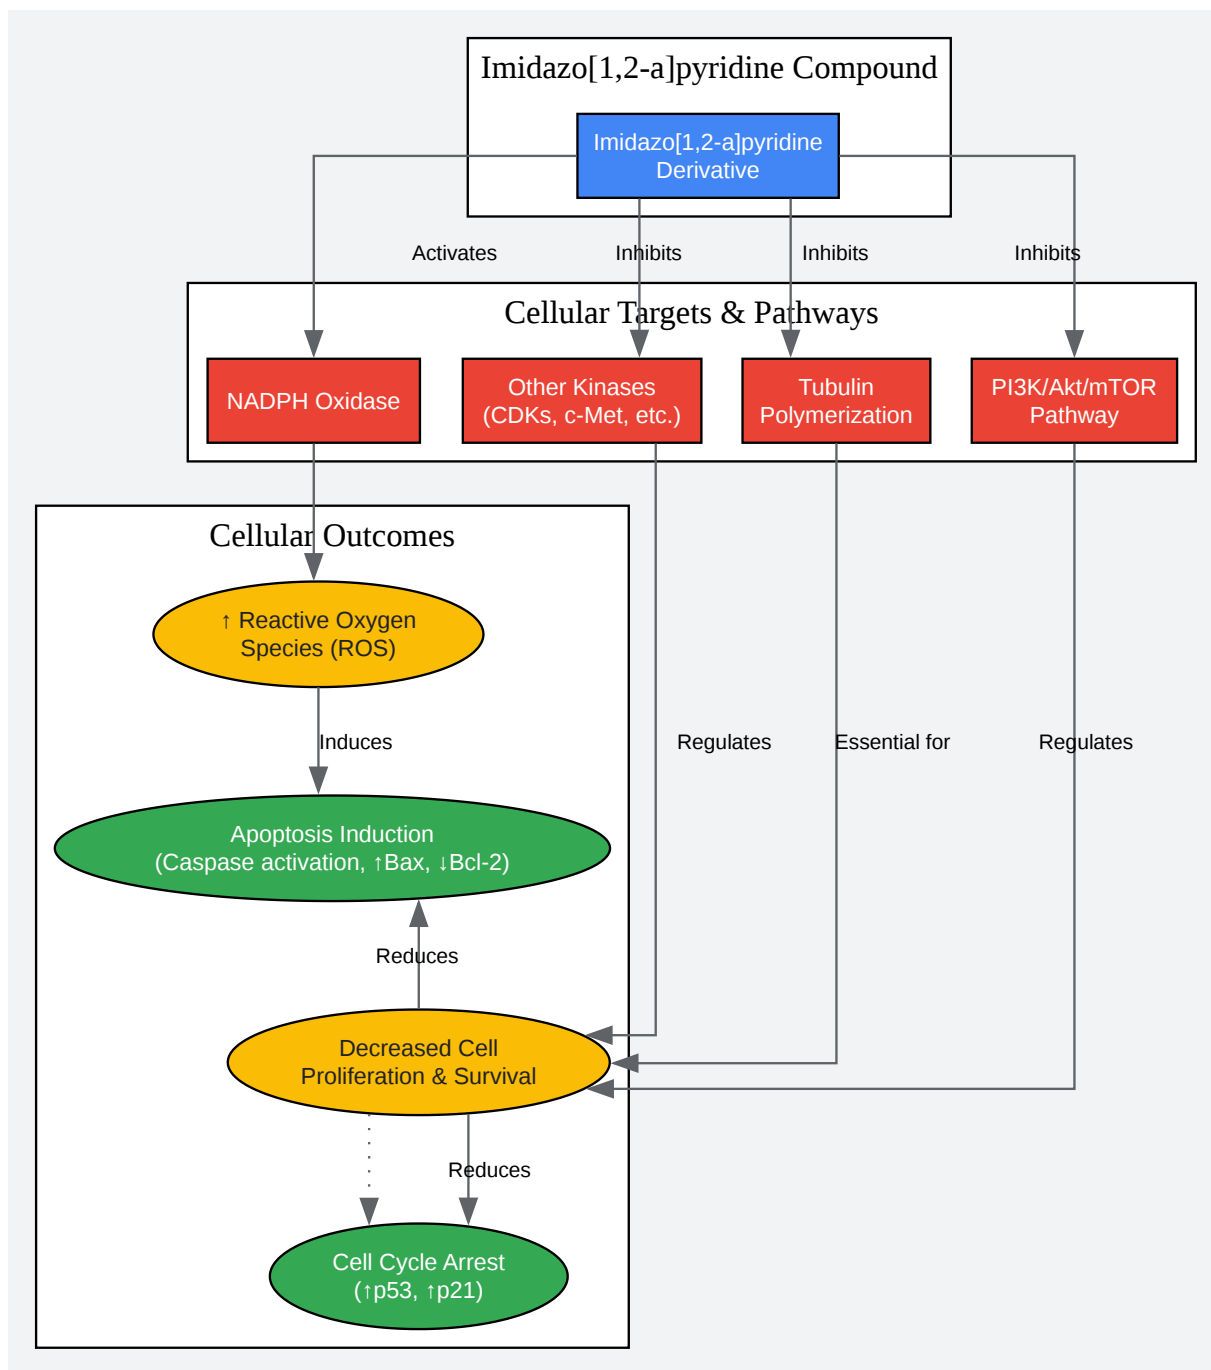 Imidazo[1,2-a]pyridine Compound
Imidazo[1,2-a]pyridine
Derivative
Activates
Inhibits
Inhibits
Inhibits
Cellular Targets & Pathways
NADPH Oxidase
Other Kinases
(CDKs, c-Met, etc.)
Tubulin
Polymerization
PI3K/Akt/mTOR
Pathway
Cellular Outcomes
↑ Reactive Oxygen
Species (ROS)
Induces
Regulates
Essential for
Regulates
Apoptosis Induction
(Caspase activation, ↑Bax, ↓Bcl-2)
Reduces
Decreased Cell
Proliferation & Survival
Reduces
Cell Cycle Arrest
(↑p53, ↑p21)